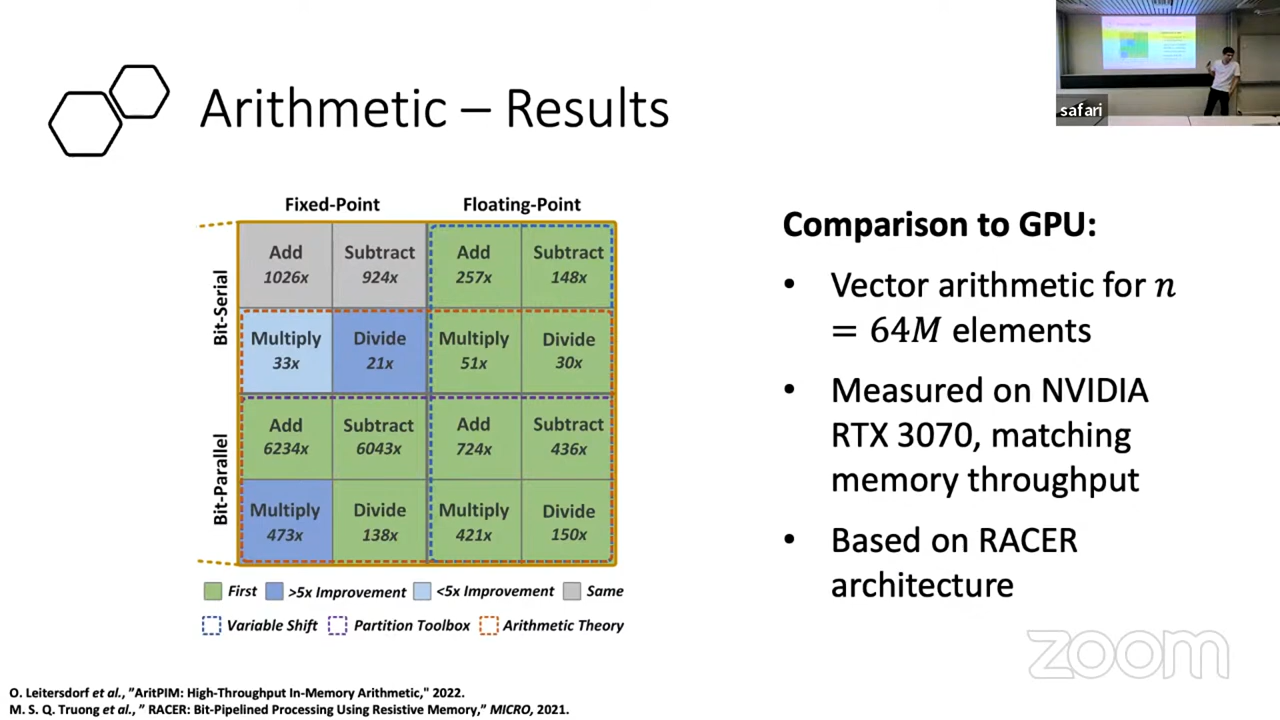 safari
Arithmetic – Results
Fixed-Point Floating-Point
Bit-Serial
Add Subtract Add Subtract
1026x 924x 257x 148x
Multiply Divide Multiply Divide
33x 21x 51x 30x
Bit-Parallel
Add Subtract Add Subtract
6234x 6043x 724x 436x
Multiply Divide Multiply Divide
473x 138x 421x 150x
First >5x Improvement <5x Improvement Same
Variable Shift Partition Toolbox Arithmetic Theory
Comparison to GPU:
• Vector arithmetic for n
= 64M elements
• Measured on NVIDIA
RTX 3070, matching
memory throughput
• Based on RACER
architecture
zoom
O. Leitersdorf et al., "AritPIM: High-Throughput In-Memory Arithmetic," 2022.
M. S. Q. Truong et al., " RACER: Bit-Pipelined Processing Using Resistive Memory," MICRO, 2021.